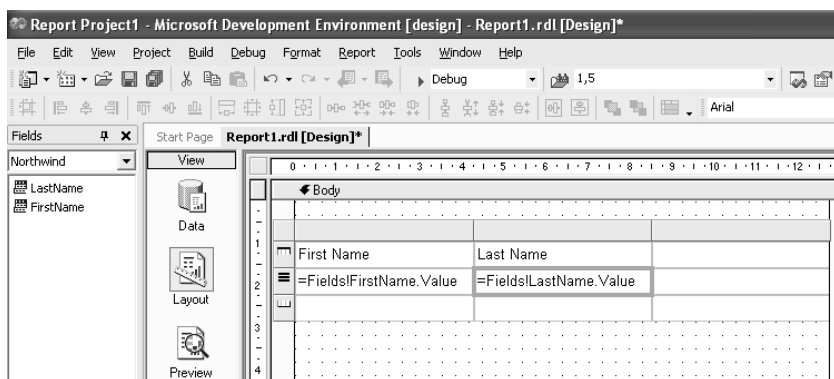 Report Project1 - Microsoft Development Environment [design] - Report1.rdl [Design]*
File Edit View Project Build Debug Format Report Tools Window Help
Debug 1,5
Arial
Fields Start Page Report1.rdl [Design]*
Northwind View 0 1 2 3 4 5 6 7 8 9 10 11 12
LastName Body
FirstName
Data
1
First Name Last Name
2 =Fields!FirstName.Value =Fields!LastName.Value
Layout
3
Preview 4